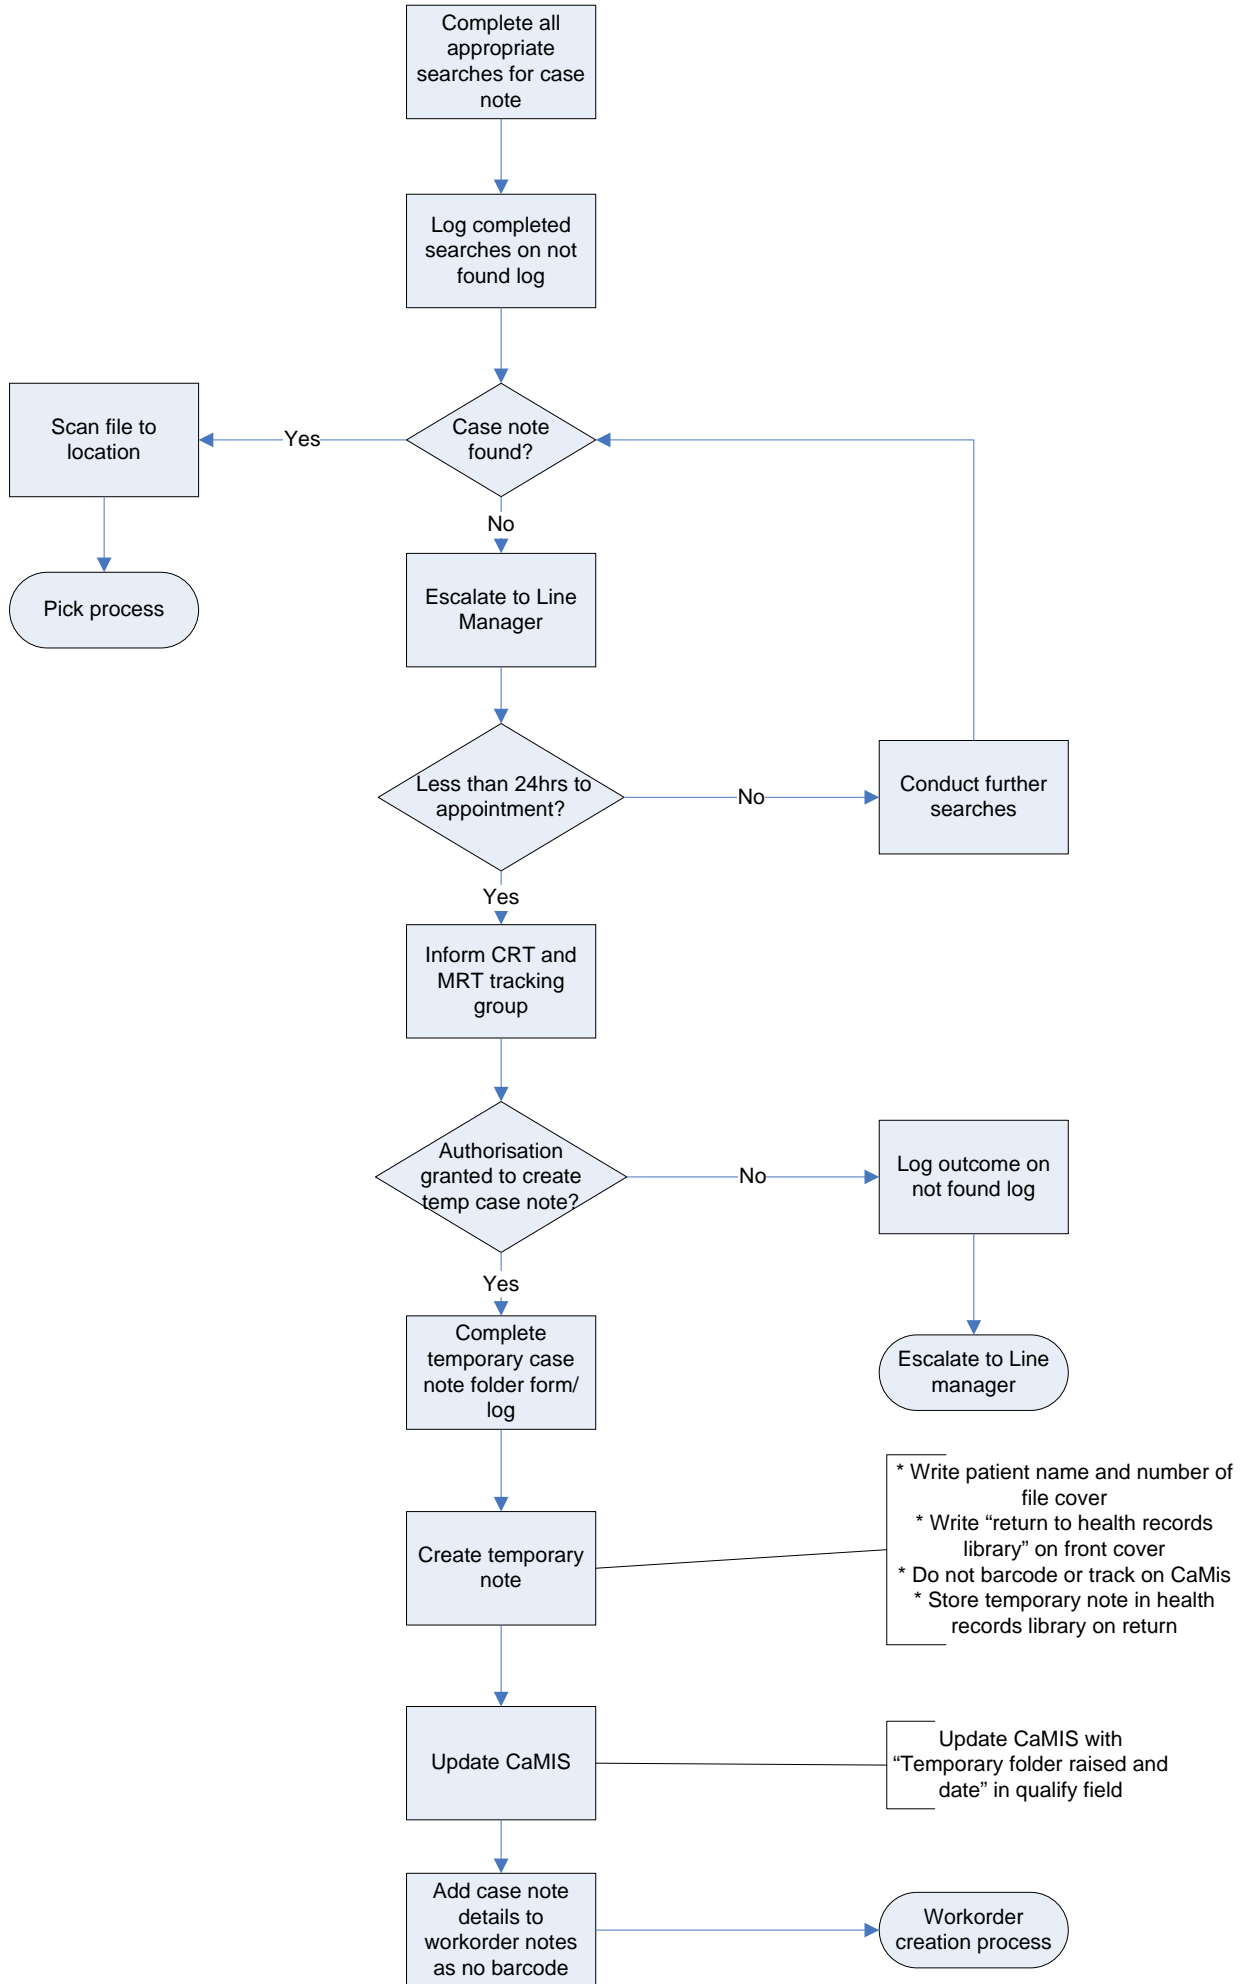 Complete all
appropriate
searches for case
note
Log completed
searches on not
found log
Scan file to
location
Yes
Case note
found?
No
Pick process
Escalate to Line
Manager
Less than 24hrs to
appointment?
No
Conduct further
searches
Yes
Inform CRT and
MRT tracking
group
Authorisation
granted to create
temp case note?
No
Log outcome on
not found log
Yes
Complete
temporary case
note folder form/
log
Escalate to Line
manager
* Write patient name and number of
file cover
* Write “return to health records
library” on front cover
* Do not barcode or track on CaMis
* Store temporary note in health
records library on return
Create temporary
note
Update CaMIS
Update CaMIS with
“Temporary folder raised and
date” in qualify field
Add case note
details to
workorder notes
as no barcode
Workorder
creation process